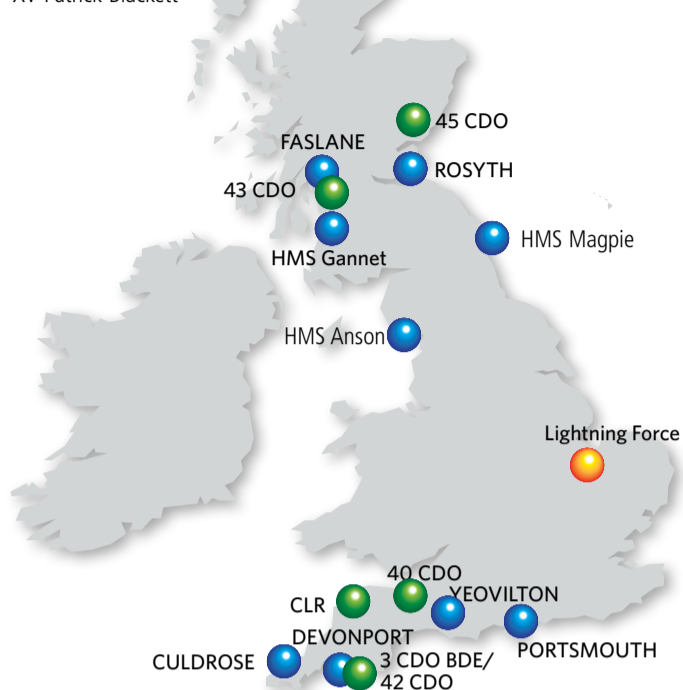 45 CDO
FASLANE
ROSYTH
43 CDO
HMS Magpie
HMS Gannet
HMS Anson
Lightning Force
40 CDO
YEOVILTON
CLR
DEVONPORT
PORTSMOUTH
CULDROSE
3 CDO BDE/
42 CDO